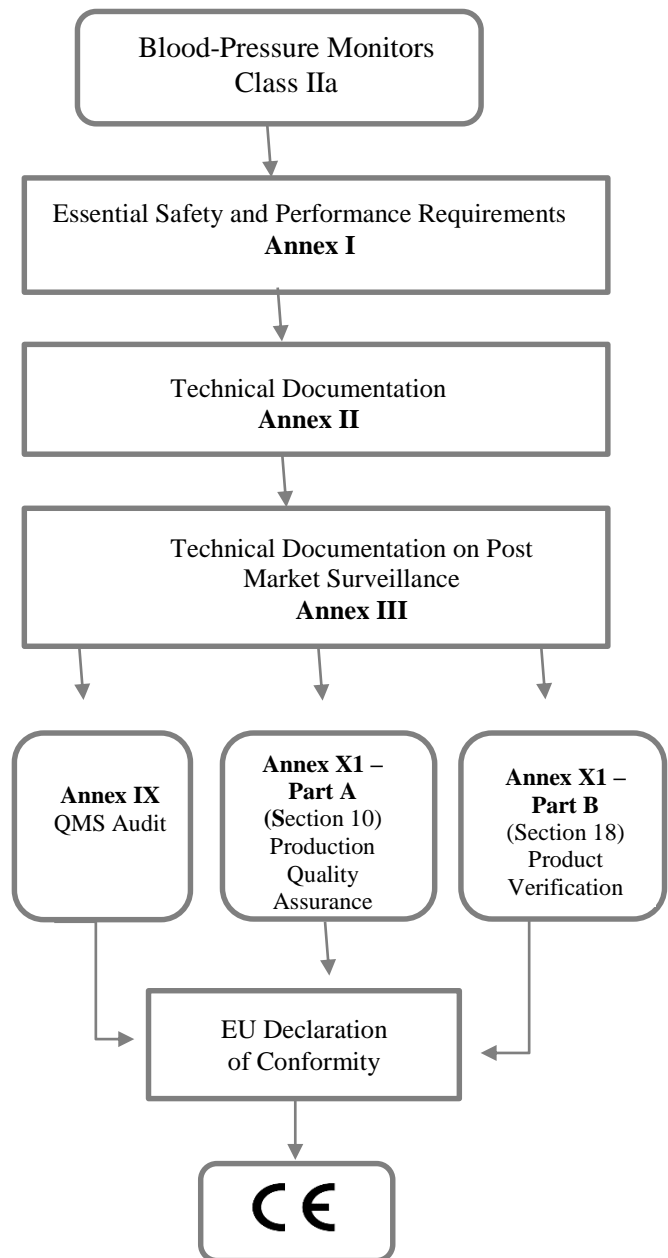 Blood-Pressure Monitors
Class IIa
Essential Safety and Performance Requirements
Annex I
Technical Documentation
Annex II
Technical Documentation on Post
Market Surveillance
Annex III
Annex IX
QMS Audit
Annex X1 –
Part A
(Section 10)
Production
Quality
Assurance
Annex X1 –
Part B
(Section 18)
Product
Verification
EU Declaration
of Conformity
CE